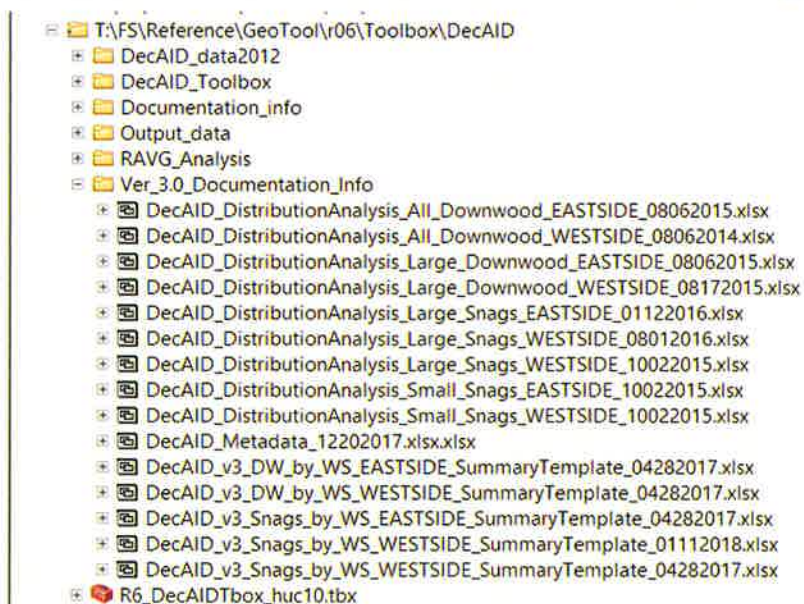 T:\FS\Reference\GeoTool\r06\Toolbox\DecAID
DecAID_data2012
DecAID_Toolbox
Documentation_info
Output_data
RAVG_Analysis
Ver_3.0_Documentation_Info
DecAID_DistributionAnalysis_All_Downwood_EASTSIDE_08062015.xlsx
DecAID_DistributionAnalysis_All_Downwood_WESTSIDE_08062014.xlsx
DecAID_DistributionAnalysis_Large_Downwood_EASTSIDE_08062015.xlsx
DecAID_DistributionAnalysis_Large_Downwood_WESTSIDE_08172015.xlsx
DecAID_DistributionAnalysis_Large_Snags_EASTSIDE_01122016.xlsx
DecAID_DistributionAnalysis_Large_Snags_WESTSIDE_08012016.xlsx
DecAID_DistributionAnalysis_Large_Snags_WESTSIDE_10022015.xlsx
DecAID_DistributionAnalysis_Small_Snags_EASTSIDE_10022015.xlsx
DecAID_DistributionAnalysis_Small_Snags_WESTSIDE_10022015.xlsx
DecAID_Metadata_12202017.xlsx.xlsx
DecAID_v3_DW_by_WS_EASTSIDE_SummaryTemplate_04282017.xlsx
DecAID_v3_DW_by_WS_WESTSIDE_SummaryTemplate_04282017.xlsx
DecAID_v3_Snags_by_WS_EASTSIDE_SummaryTemplate_04282017.xlsx
DecAID_v3_Snags_by_WS_WESTSIDE_SummaryTemplate_01112018.xlsx
DecAID_v3_Snags_by_WS_WESTSIDE_SummaryTemplate_04282017.xlsx
R6_DecAIDTbox_huc10.tbx